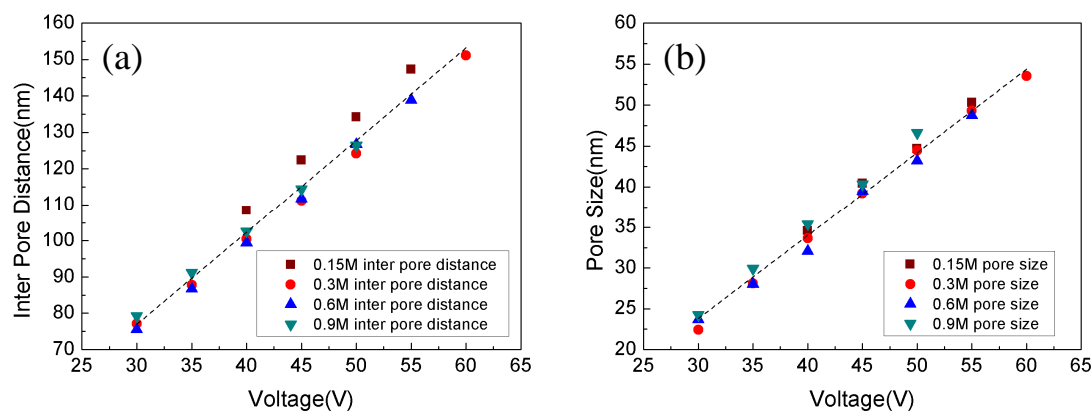 (a)
Inter Pore Distance(nm)
160
150
140
130
120
110
100
90
80
70
25 30 35 40 45 50 55 60 65
Voltage(V)
0.15M inter pore distance
0.3M inter pore distance
0.6M inter pore distance
0.9M inter pore distance
(b)
Pore Size(nm)
60
55
50
45
40
35
30
25
20
25 30 35 40 45 50 55 60 65
Voltage(V)
0.15M pore size
0.3M pore size
0.6M pore size
0.9M pore size